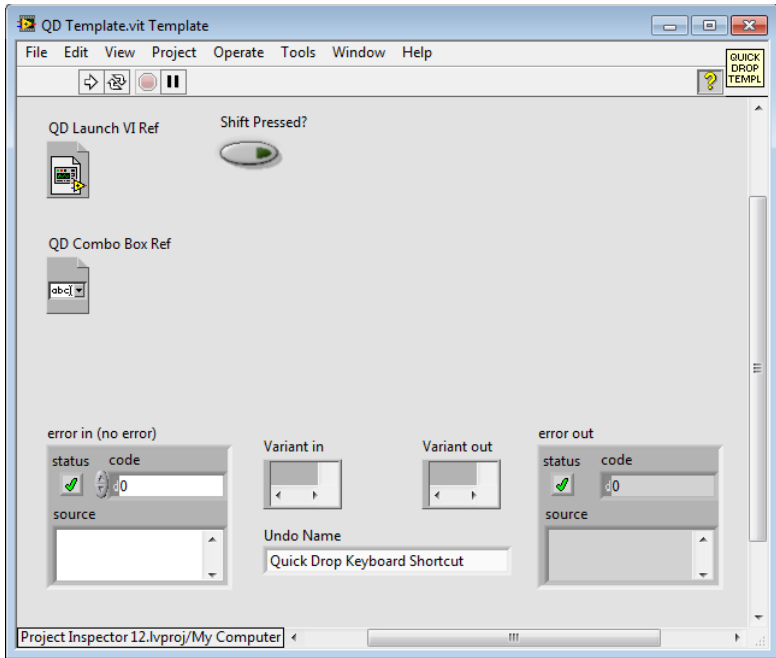 QD Template.vit Template
File Edit View Project Operate Tools Window Help
QUICK
DROP
TEMPL
QD Launch VI Ref
Shift Pressed?
QD Combo Box Ref
abc
error in (no error)
status code
d0
source
Variant in
Variant out
Undo Name
Quick Drop Keyboard Shortcut
error out
status code
d0
source
Project Inspector 12.lvproj/My Computer